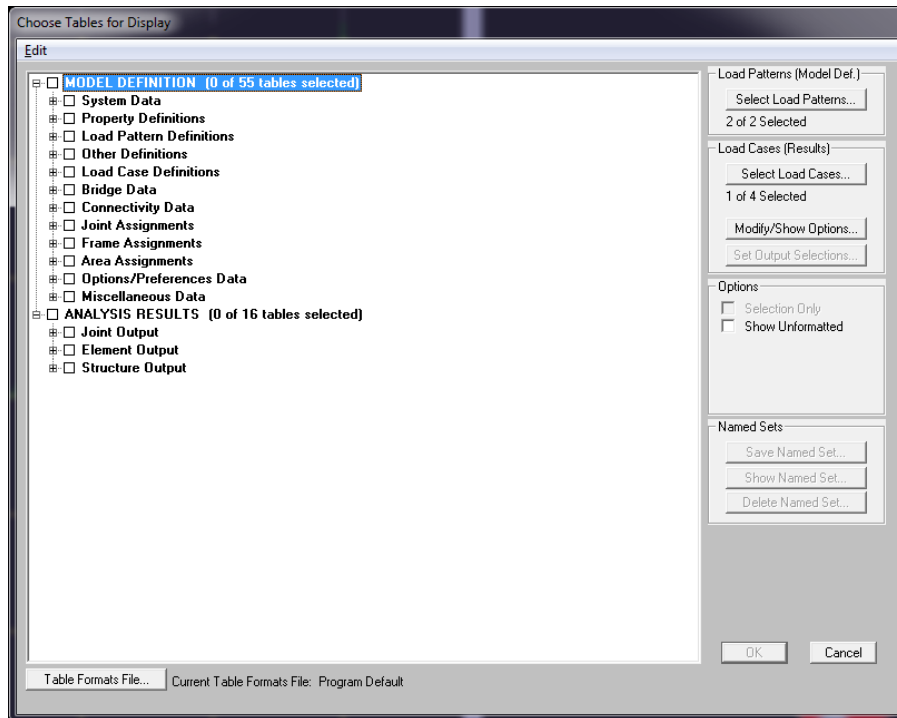 Choose Tables for Display
Edit
MODEL DEFINITION (0 of 55 tables selected)
System Data
Property Definitions
Load Pattern Definitions
Other Definitions
Load Case Definitions
Bridge Data
Connectivity Data
Joint Assignments
Frame Assignments
Area Assignments
Options/Preferences Data
Miscellaneous Data
ANALYSIS RESULTS (0 of 16 tables selected)
Joint Output
Element Output
Structure Output
Load Patterns (Model Def.)
Select Load Patterns...
2 of 2 Selected
Load Cases (Results)
Select Load Cases...
1 of 4 Selected
Modify/Show Options...
Set Output Selections...
Options
Selection Only
Show Unformatted
Named Sets
Save Named Set...
Show Named Set...
Delete Named Set...
OK Cancel
Table Formats File... Current Table Formats File: Program Default